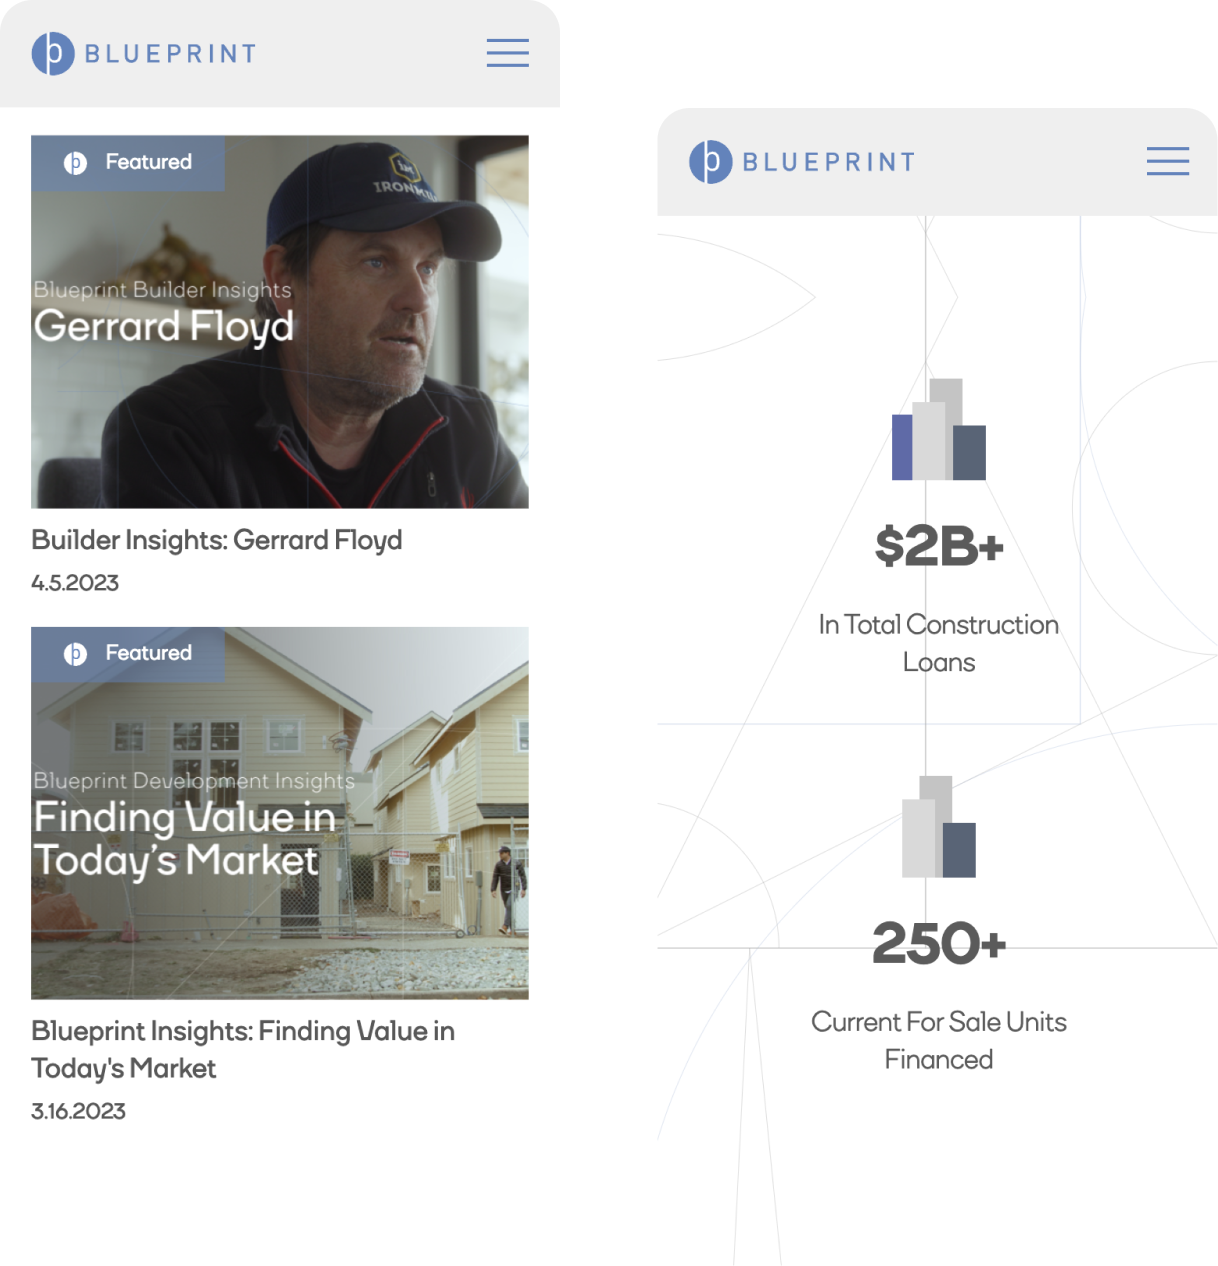 BLUEPRINT
Featured
IRONMI
Blueprint Builder Insights
Gerrard Floyd
Builder Insights: Gerrard Floyd
4.5.2023
Featured
Blueprint Development Insights
Finding Value in
Today’s Market
Blueprint Insights: Finding Value in
Today's Market
3.16.2023
BLUEPRINT
$2B+
In Total Construction
Loans
250+
Current For Sale Units
Financed